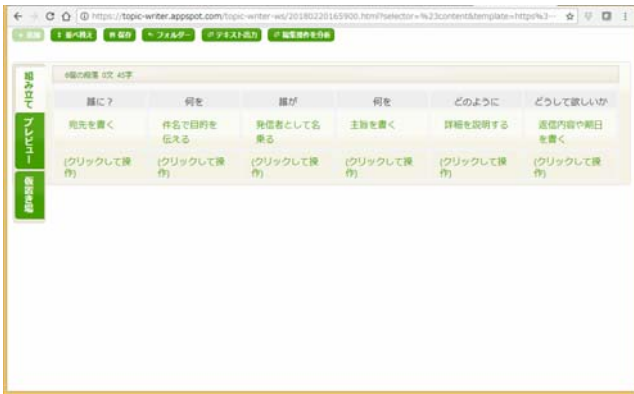 https://topic-writer.appspot.com/topic-writer-ws/20180220165900.html?selector=%23content&template=https%3
+ 追加 並べ替え 保存 フォルダー テキスト出力 編集操作を分析
組み立て
プレビュー
仮置き場
6個の段落 0文 45字
誰に？ 何を 誰が 何を どのように どうして欲しいか
宛先を書く 件名で目的を 発信者として名 主旨を書く 詳細を説明する 返信内容や期日
伝える 乗る を書く
(クリックして操 (クリックして操 (クリックして操 (クリックして操 (クリックして操 (クリックして操
作) 作) 作) 作) 作) 作)